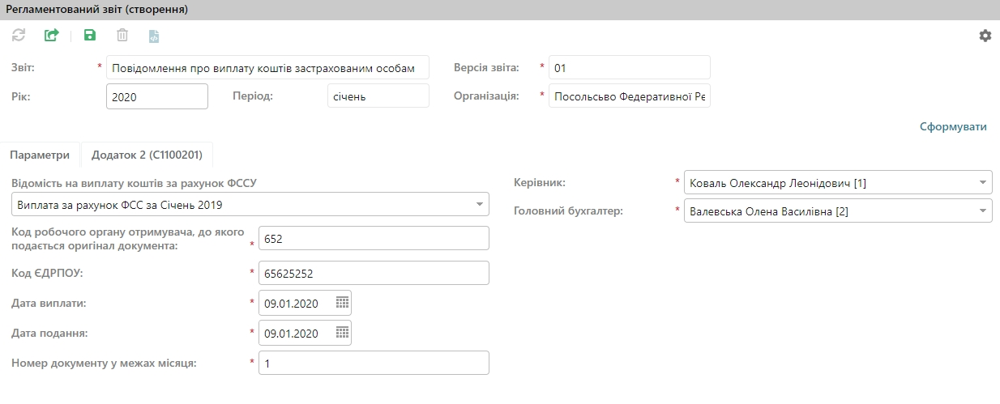 Регламентований звіт (створення)
Звіт: * Повідомлення про виплату коштів застрахованим особам Версія звіта: * 01
Рік: 2020 Період: січень Організація: * Посольсьво Федеративної Ре
Сформувати
Параметри Додаток 2 (С1100201)
Відомість на виплату коштів за рахунок ФССУ
Виплата за рахунок ФСС за Січень 2019
Керівник: * Коваль Олександр Леонідович [1]
Головний бухгалтер: * Валевська Олена Василівна [2]
Код робочого органу отримувача, до якого
подається оригінал документа: * 652
Код ЄДРПОУ: * 65625252
Дата виплати: * 09.01.2020
Дата подання: * 09.01.2020
Номер документу у межах місяця: * 1